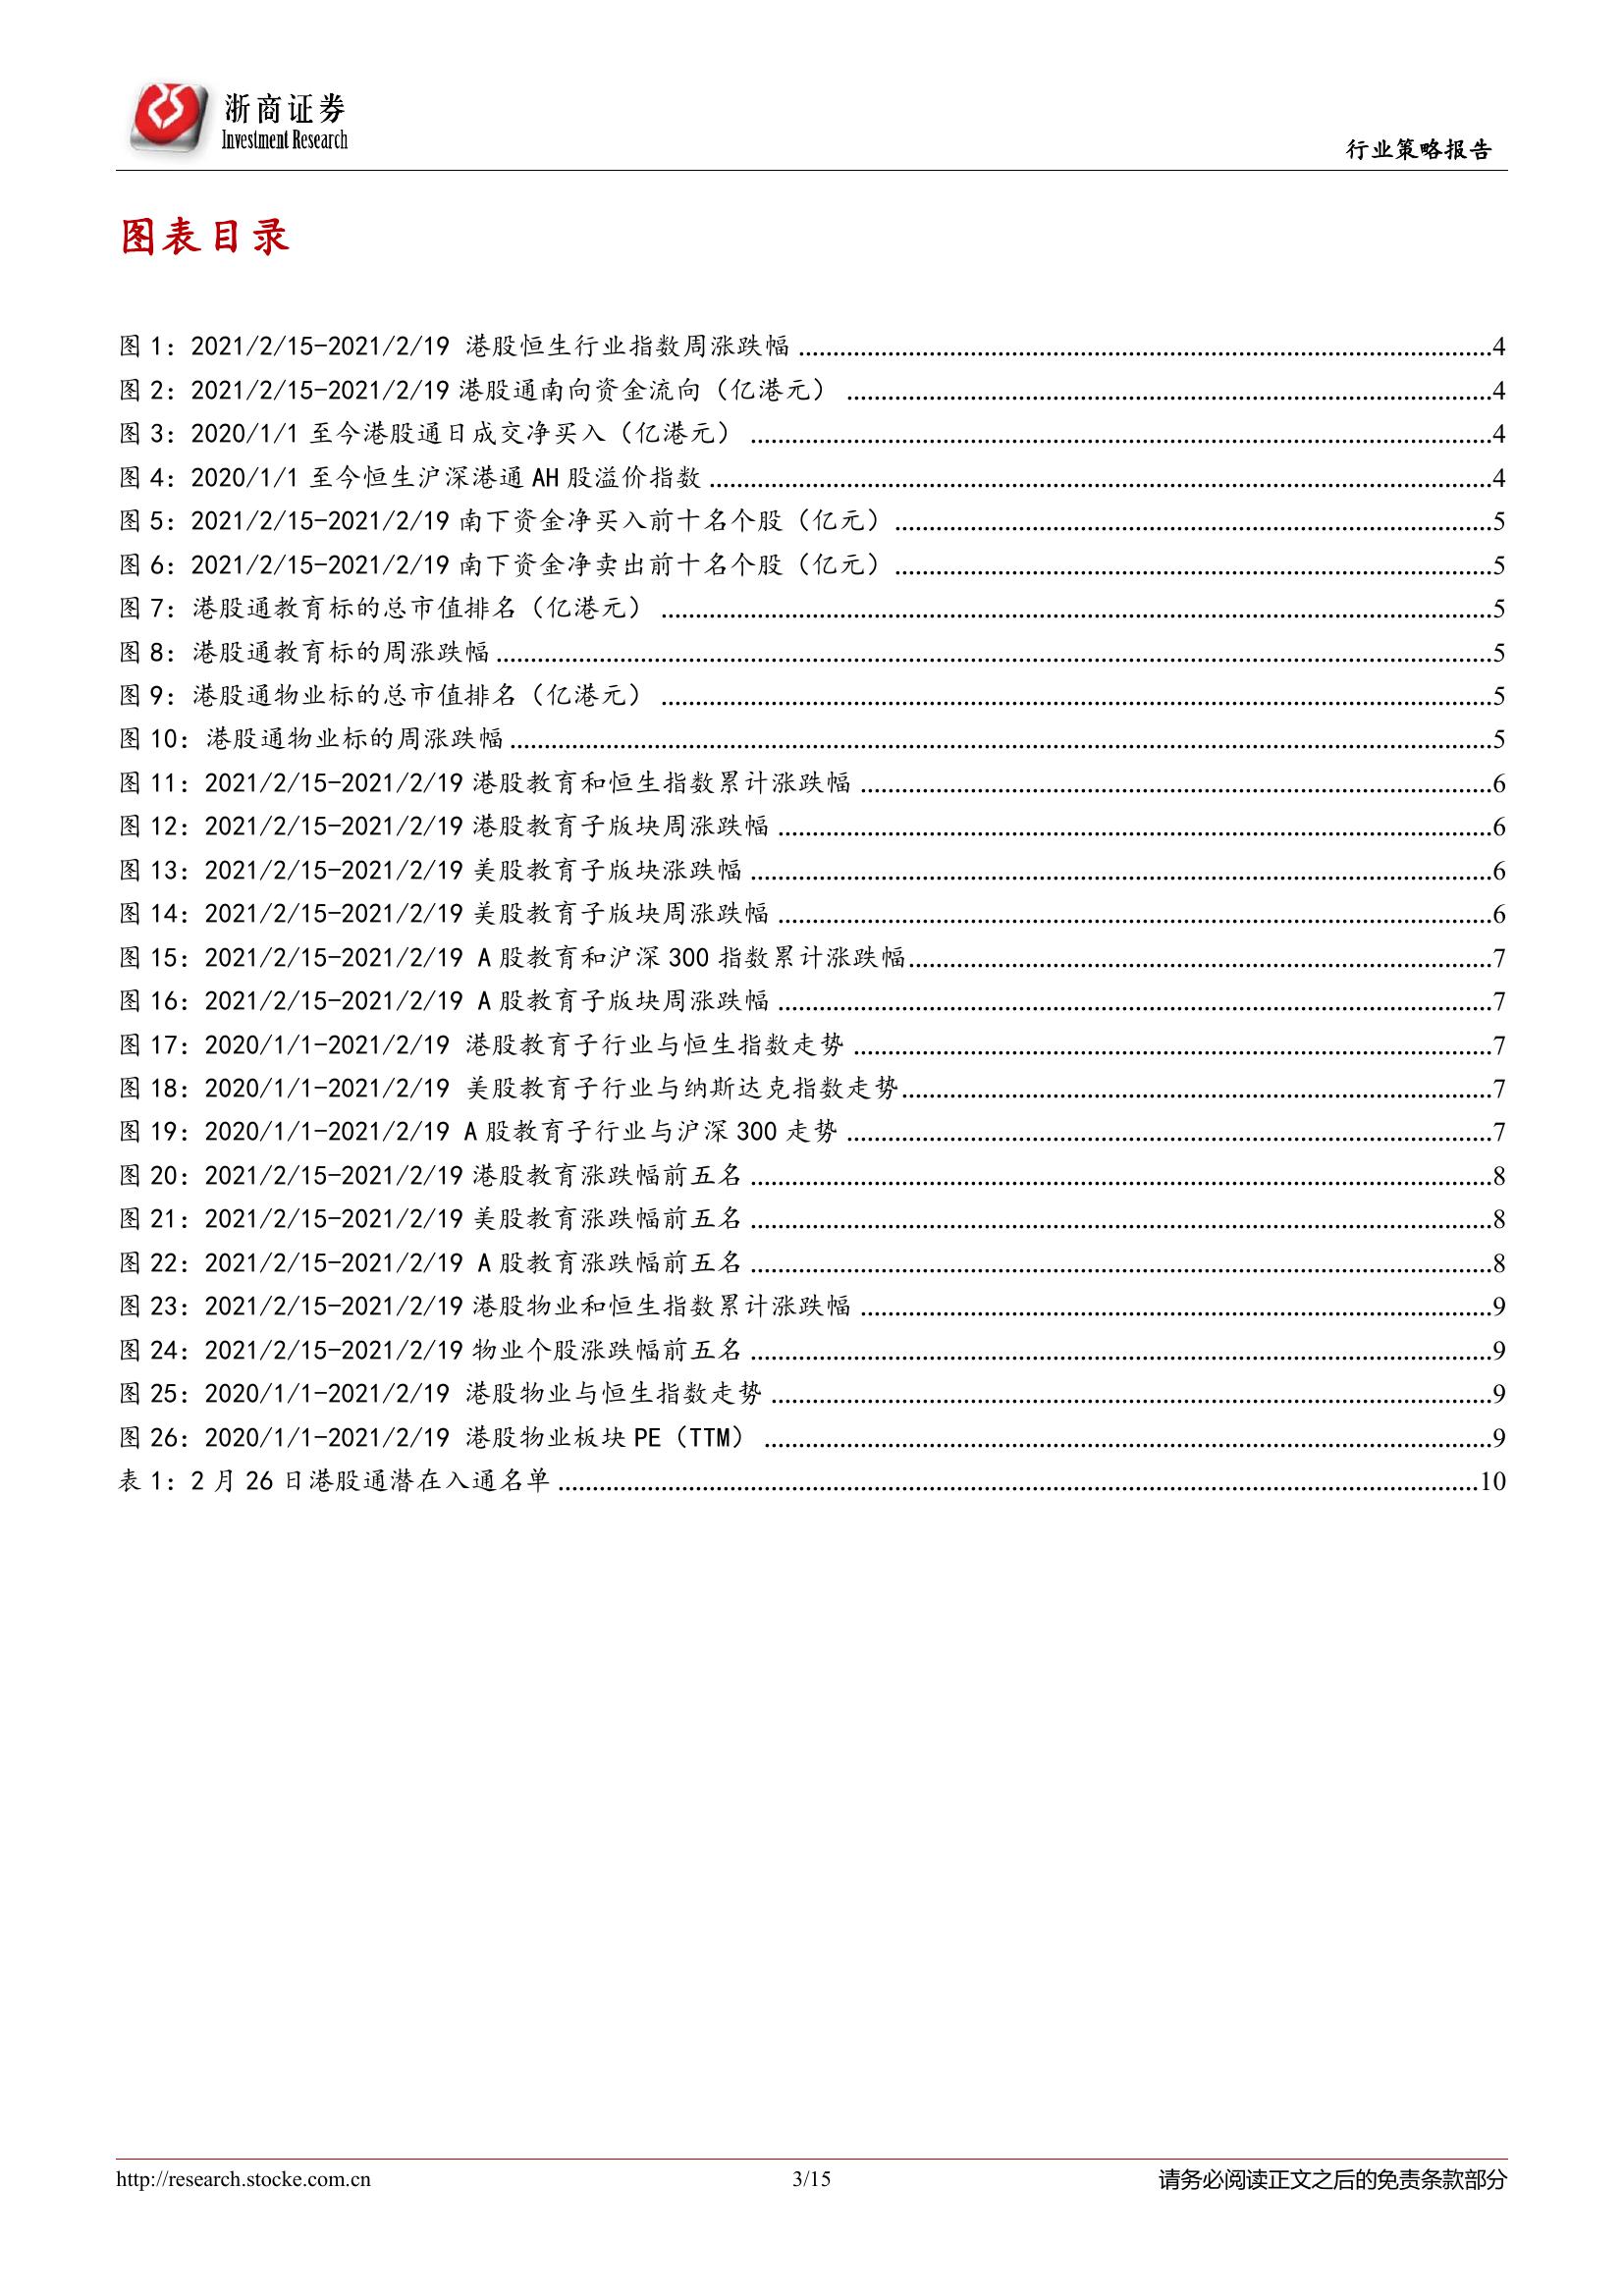 浙商证券
Investment Research
行业策略报告
图表目录
图 1：2021/2/15-2021/2/19 港股恒生行业指数周涨跌幅 ........ 4
图 2：2021/2/15-2021/2/19 港股通南向资金流向（亿港元） ........ 4
图 3：2020/1/1 至今港股通日成交净买入（亿港元） ........ 4
图 4：2020/1/1 至今恒生沪深港通 AH 股溢价指数 ........ 4
图 5：2021/2/15-2021/2/19 南下资金净买入前十名个股（亿元） ........ 5
图 6：2021/2/15-2021/2/19 南下资金净卖出前十名个股（亿元） ........ 5
图 7：港股通教育标的总市值排名（亿港元） ........ 5
图 8：港股通教育标的周涨跌幅 ........ 5
图 9：港股通物业标的总市值排名（亿港元） ........ 5
图 10：港股通物业标的周涨跌幅 ........ 5
图 11：2021/2/15-2021/2/19 港股教育和恒生指数累计涨跌幅 ........ 6
图 12：2021/2/15-2021/2/19 港股教育子版块周涨跌幅 ........ 6
图 13：2021/2/15-2021/2/19 美股教育子版块涨跌幅 ........ 6
图 14：2021/2/15-2021/2/19 美股教育子版块周涨跌幅 ........ 6
图 15：2021/2/15-2021/2/19 A 股教育和沪深 300 指数累计涨跌幅 ........ 7
图 16：2021/2/15-2021/2/19 A 股教育子版块周涨跌幅 ........ 7
图 17：2020/1/1-2021/2/19 港股教育子行业与恒生指数走势 ........ 7
图 18：2020/1/1-2021/2/19 美股教育子行业与纳斯达克指数走势 ........ 7
图 19：2020/1/1-2021/2/19 A 股教育子行业与沪深 300 走势 ........ 7
图 20：2021/2/15-2021/2/19 港股教育涨跌幅前五名 ........ 8
图 21：2021/2/15-2021/2/19 美股教育涨跌幅前五名 ........ 8
图 22：2021/2/15-2021/2/19 A 股教育涨跌幅前五名 ........ 8
图 23：2021/2/15-2021/2/19 港股物业和恒生指数累计涨跌幅 ........ 9
图 24：2021/2/15-2021/2/19 物业个股涨跌幅前五名 ........ 9
图 25：2020/1/1-2021/2/19 港股物业与恒生指数走势 ........ 9
图 26：2020/1/1-2021/2/19 港股物业板块 PE（TTM） ........ 9
表 1：2 月 26 日港股通潜在入通名单 ........ 10
http://research.stocke.com.cn
3/15
请务必阅读正文之后的免责条款部分